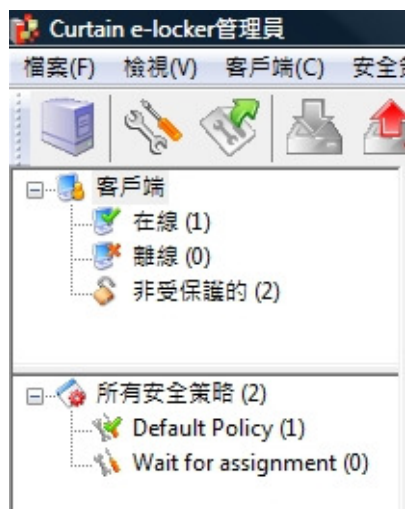 Curtain e-locker管理員
檔案(F) 檢視(V) 客戶端(C) 安全
客戶端
在線 (1)
離線 (0)
非受保護的 (2)
所有安全策略 (2)
Default Policy (1)
Wait for assignment (0)